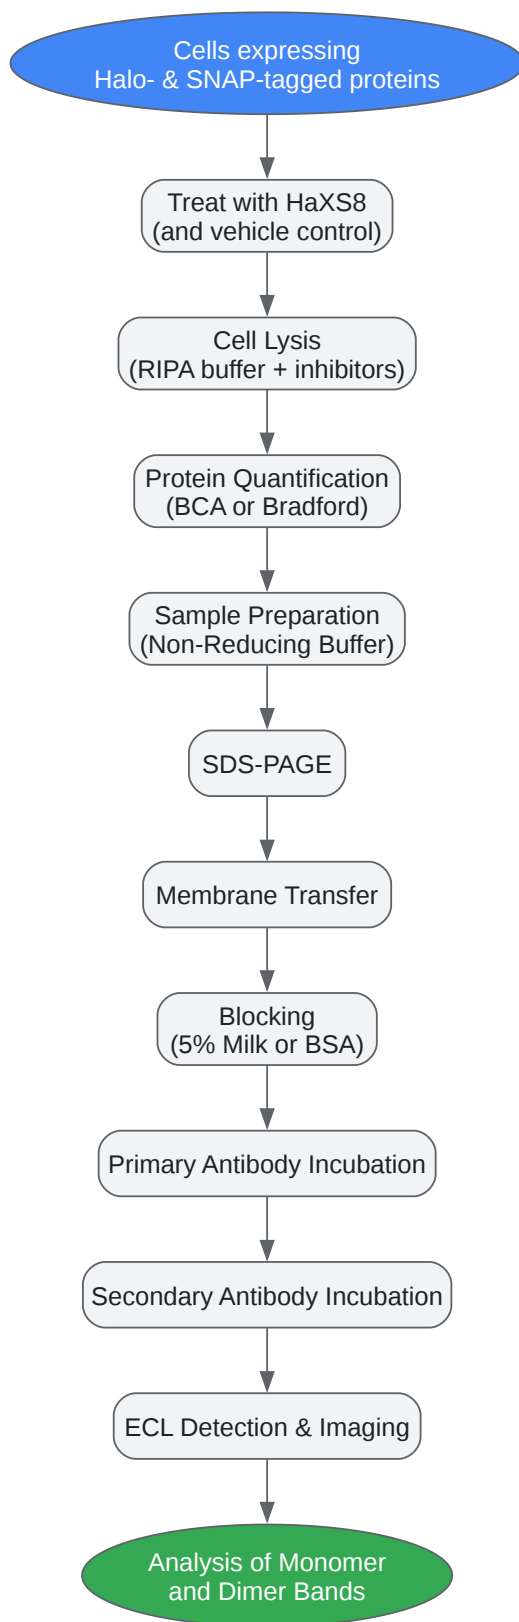 Cells expressing
Halo- & SNAP-tagged proteins
Treat with HaXS8
(and vehicle control)
Cell Lysis
(RIPA buffer + inhibitors)
Protein Quantification
(BCA or Bradford)
Sample Preparation
(Non-Reducing Buffer)
SDS-PAGE
Membrane Transfer
Blocking
(5% Milk or BSA)
Primary Antibody Incubation
Secondary Antibody Incubation
ECL Detection & Imaging
Analysis of Monomer
and Dimer Bands